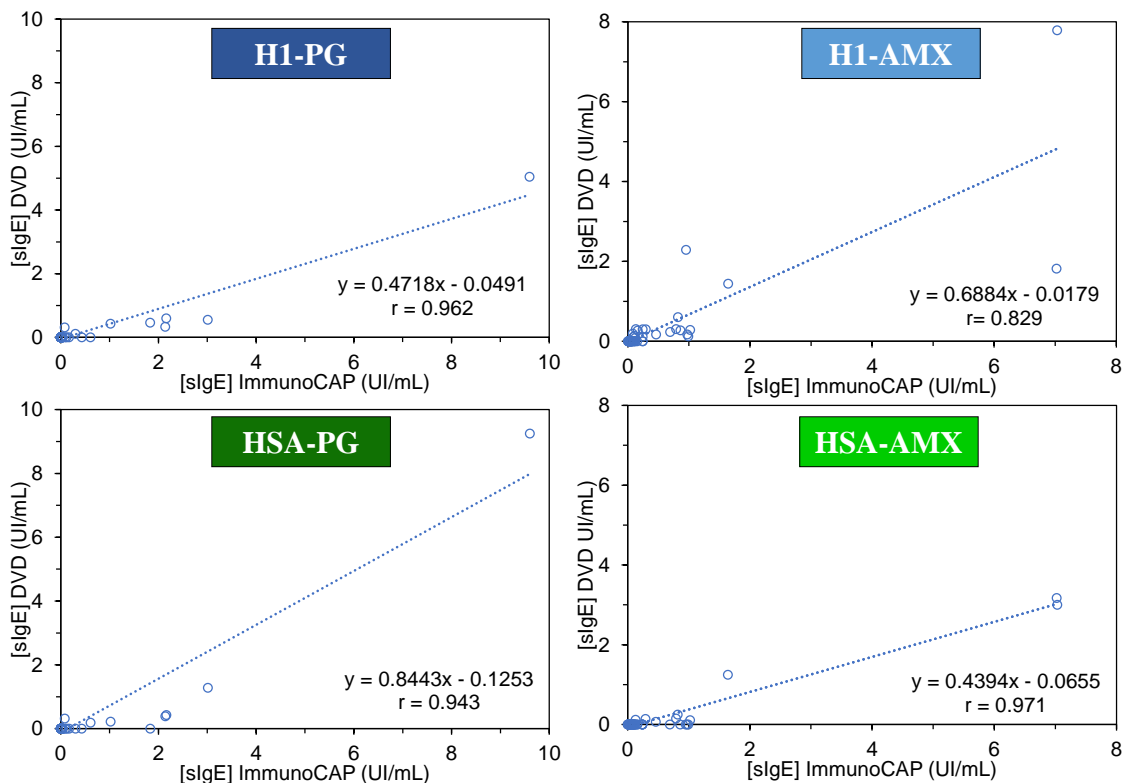 H1-PG
[sIgE] DVD (UI/mL)
10
8
6
4
2
0
y = 0.4718x - 0.0491
r = 0.962
0 2 4 6 8 10
[sIgE] ImmunoCAP (UI/mL)
H1-AMX
[sIgE] DVD (UI/mL)
8
6
4
2
0
y = 0.6884x - 0.0179
r= 0.829
0 2 4 6 8
[sIgE] ImmunoCAP (UI/mL)
HSA-PG
[sIgE] DVD (UI/mL)
10
8
6
4
2
0
y = 0.8443x - 0.1253
r = 0.943
0 2 4 6 8 10
[sIgE] ImmunoCAP (UI/mL)
HSA-AMX
[sIgE] DVD UI/mL)
8
6
4
2
0
y = 0.4394x - 0.0655
r = 0.971
0 2 4 6 8
[sIgE] ImmunoCAP (UI/mL)